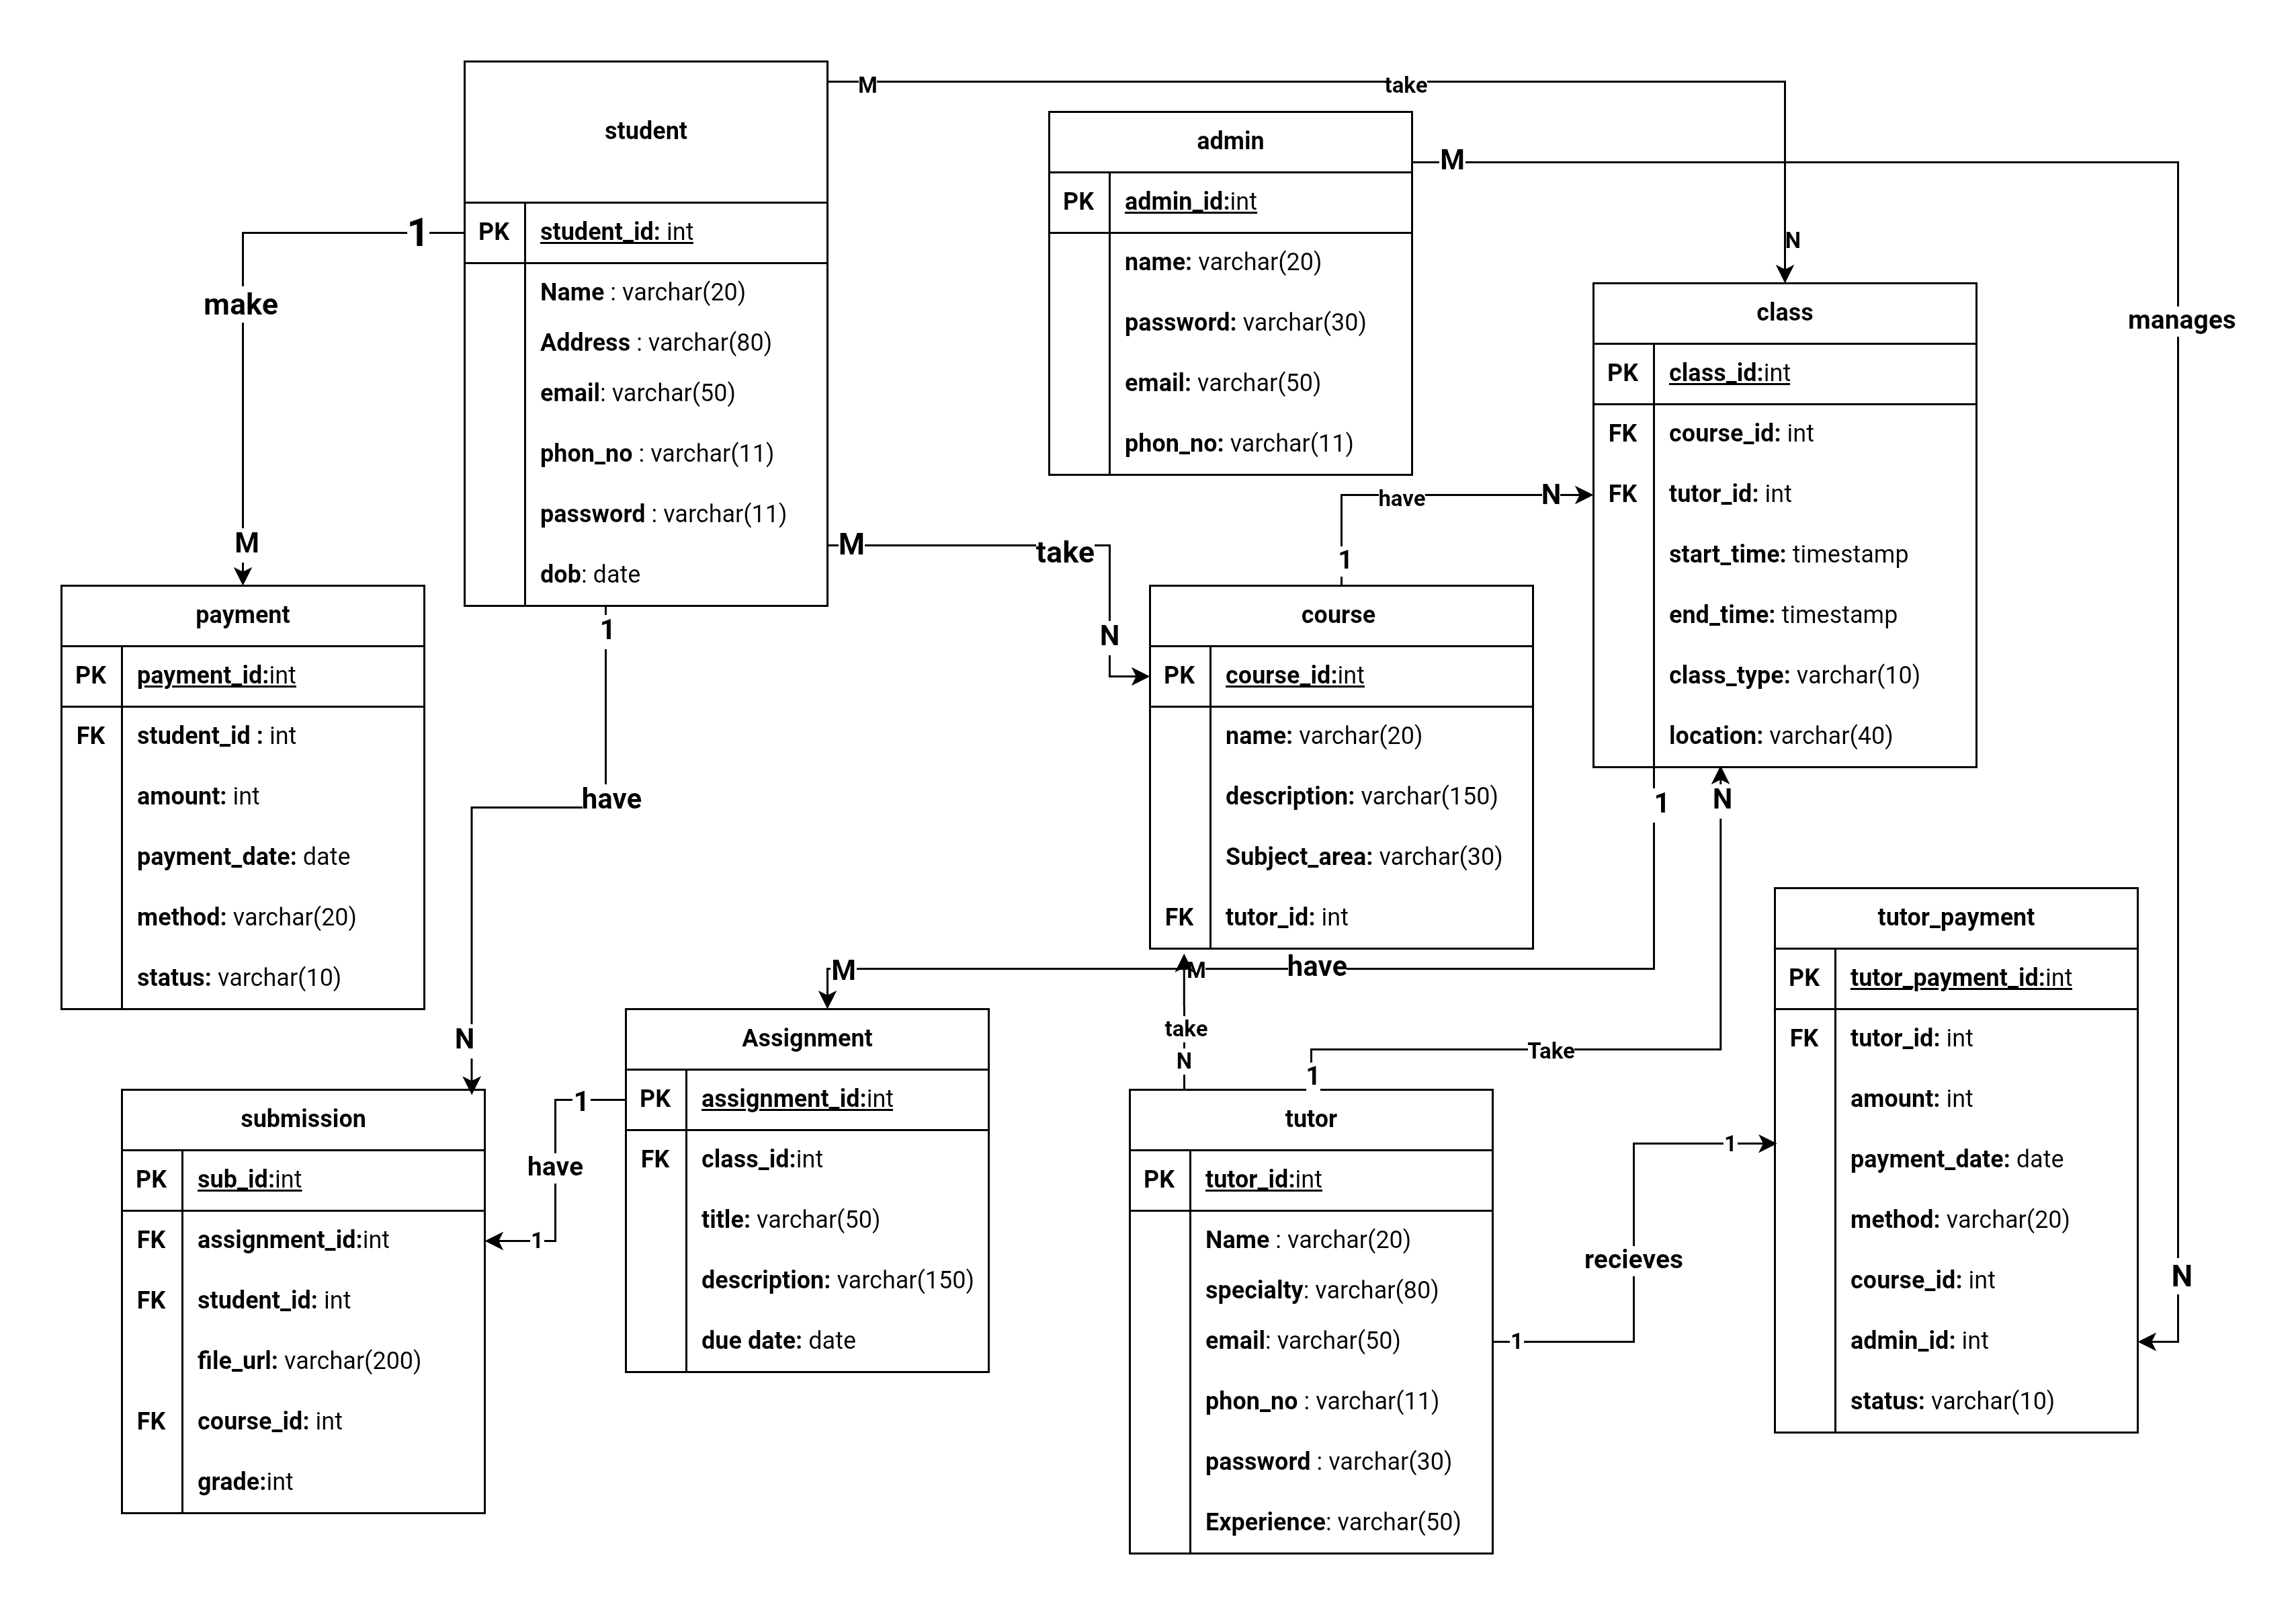 student
PK student_id: int
Name : varchar(20)
Address : varchar(80)
email: varchar(50)
phon_no : varchar(11)
password : varchar(11)
dob: date
M take N
admin
PK admin_id:int
name: varchar(20)
password: varchar(30)
email: varchar(50)
phon_no: varchar(11)
M
manages
N
class
PK class_id:int
FK course_id: int
FK tutor_id: int
start_time: timestamp
end_time: timestamp
class_type: varchar(10)
location: varchar(40)
1
make
M
payment
PK payment_id:int
FK student_id : int
amount: int
payment_date: date
method: varchar(20)
status: varchar(10)
M take
N
have N
1
course
PK course_id:int
name: varchar(20)
description: varchar(150)
Subject_area: varchar(30)
FK tutor_id: int
1
have
N
1
M have
N
M
take
N
Take
1
submission
PK sub_id:int
FK assignment_id:int
FK student_id: int
file_url: varchar(200)
FK course_id: int
grade:int
1
have
1
Assignment
PK assignment_id:int
FK class_id:int
title: varchar(50)
description: varchar(150)
due date: date
tutor
PK tutor_id:int
Name : varchar(20)
specialty: varchar(80)
email: varchar(50)
phon_no : varchar(11)
password : varchar(30)
Experience: varchar(50)
1
recieves
1
tutor_payment
PK tutor_payment_id:int
FK tutor_id: int
amount: int
payment_date: date
method: varchar(20)
course_id: int
admin_id: int
status: varchar(10)